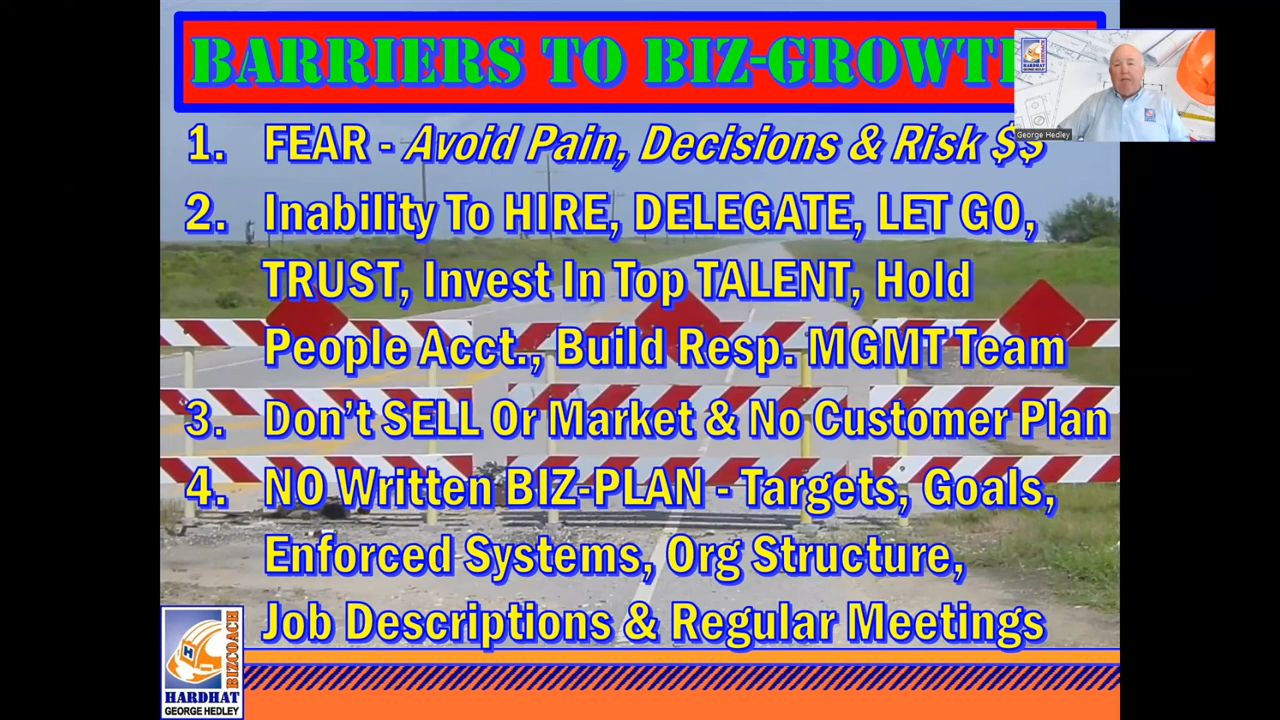 BARRIERS TO BIZ-GROWT
HARDHAT
GEORGE HEDLEY
George Hedley
1. FEAR - Avoid Pain, Decisions & Risk $$
2. Inability To HIRE, DELEGATE, LET GO,
TRUST, Invest In Top TALENT, Hold
People Acct., Build Resp. MGMT Team
3. Don't SELL Or Market & No Customer Plan
4. NO Written BIZ-PLAN - Targets, Goals,
Enforced Systems, Org Structure,
Job Descriptions & Regular Meetings
H
BIZCOACH
HARDHAT
GEORGE HEDLEY